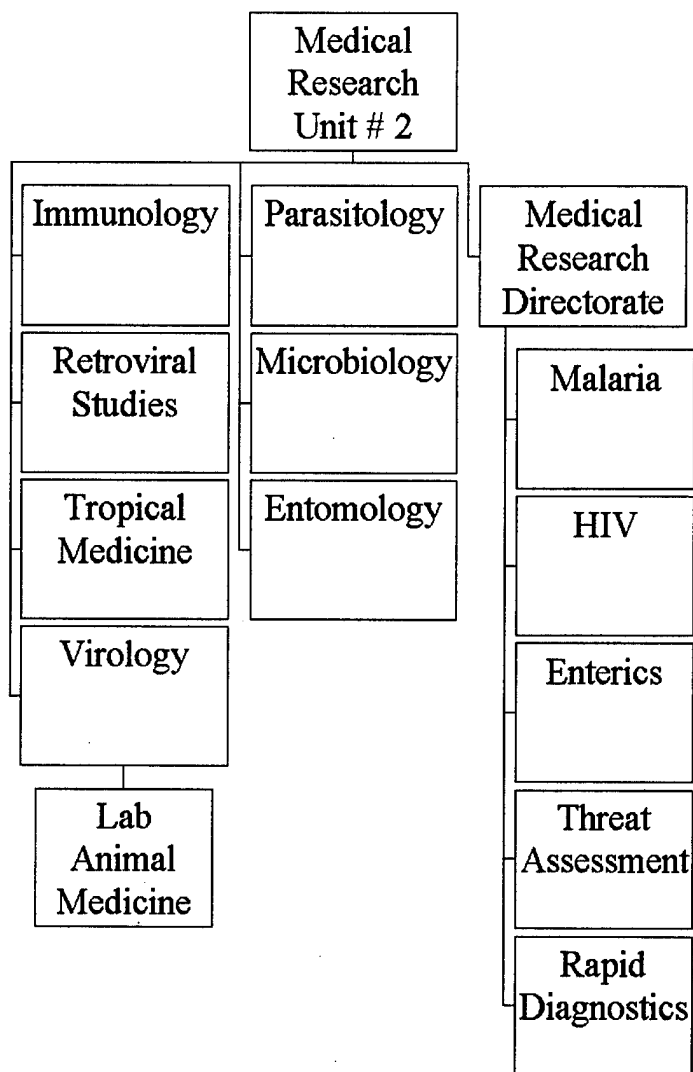 Medical
Research
Unit # 2
Immunology
Retroviral
Studies
Tropical
Medicine
Virology
Lab
Animal
Medicine
Parasitology
Microbiology
Entomology
Medical
Research
Directorate
Malaria
HIV
Enterics
Threat
Assessment
Rapid
Diagnostics